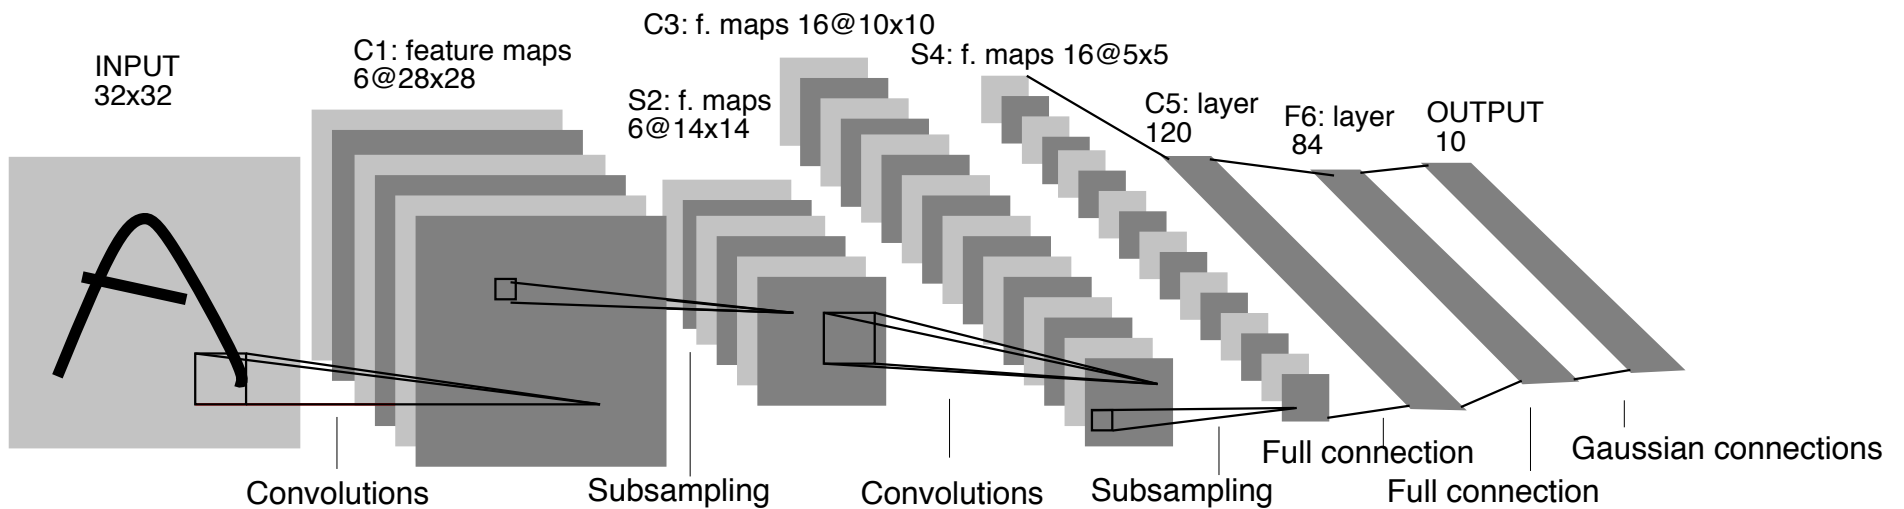 INPUT
32x32
C1: feature maps
6@28x28
S2: f. maps
6@14x14
C3: f. maps 16@10x10
S4: f. maps 16@5x5
C5: layer
120
F6: layer
84
OUTPUT
10
Convolutions
Subsampling
Convolutions
Subsampling
Full connection
Full connection
Gaussian connections